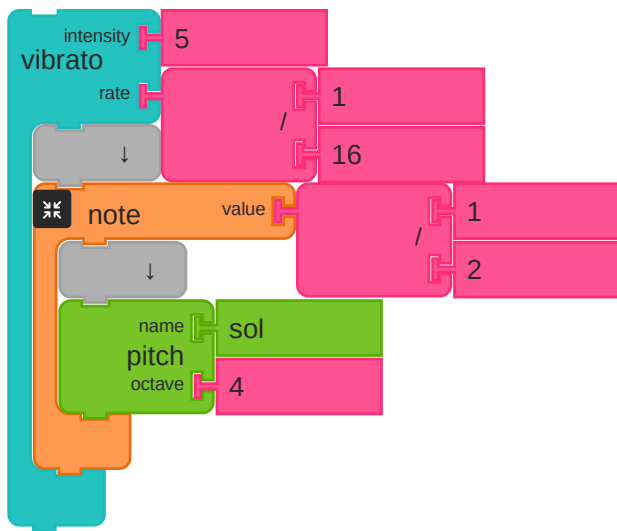 intensity 5
vibrato
rate 1
/
↓ 16
note value 1
/
2
↓
name sol
pitch
octave 4